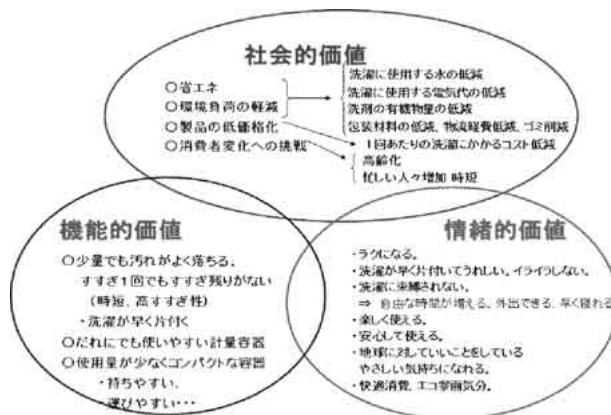 社会的価値
○省エネ
○環境負荷の軽減
○製品の低価格化
○消費者変化への挑戦
洗濯に使用する水の低減
洗濯に使用する電気代の低減
洗剤の有機物量の低減
包装材料の低減、物流経費低減、ゴミ削減
1回あたりの洗濯にかかるコスト低減
高齢化
忙しい人々増加 時短
機能的価値
○少量でも汚れがよく落ちる、
すすぎ1回でもすすぎ残りがない
(時短、高すすぎ性)
・洗濯が早く片付く
○だれにでも使いやすい計量容器
○使用量が少なくコンパクトな容器
・持ちやすい、
・運びやすい・・・
情緒的価値
・ラクになる。
・洗濯が早く片付いてうれしい。イライラしない。
・洗濯に束縛されない。
⇒ 自由な時間が増える、外出できる、早く寝れる
・楽しく使える。
・安心して使える。
・地球に対していいことをしている
やさしい気持ちになれる。
・快適消費、エコ参画気分。